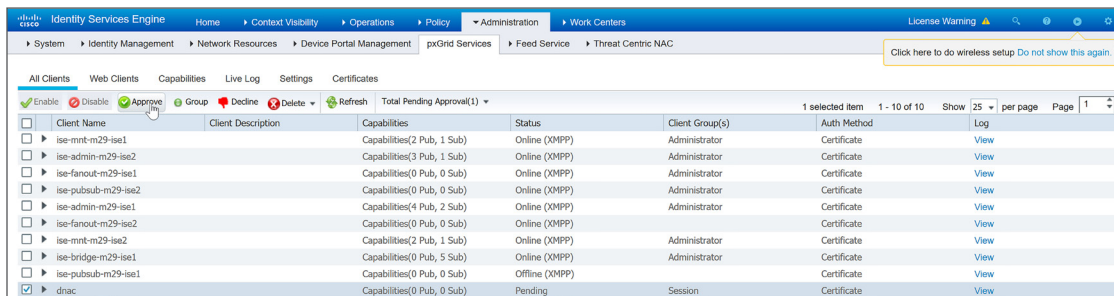 cisco Identity Services Engine Home Context Visibility Operations Policy Administration Work Centers License Warning
System Identity Management Network Resources Device Portal Management pxGrid Services Feed Service Threat Centric NAC
Click here to do wireless setup Do not show this again.
All Clients Web Clients Capabilities Live Log Settings Certificates
Enable Disable Approve Group Decline Delete Refresh Total Pending Approval(1) 1 selected item 1 - 10 of 10 Show 25 per page Page 1
Client Name Client Description Capabilities Status Client Group(s) Auth Method Log
ise-mnt-m29-ise1 Capabilities(2 Pub, 1 Sub) Online (XMPP) Administrator Certificate View
ise-admin-m29-ise2 Capabilities(3 Pub, 1 Sub) Online (XMPP) Administrator Certificate View
ise-fanout-m29-ise1 Capabilities(0 Pub, 0 Sub) Online (XMPP) Administrator Certificate View
ise-pubsub-m29-ise2 Capabilities(0 Pub, 0 Sub) Online (XMPP) Administrator Certificate View
ise-admin-m29-ise1 Capabilities(4 Pub, 2 Sub) Online (XMPP) Administrator Certificate View
ise-fanout-m29-ise2 Capabilities(0 Pub, 0 Sub) Online (XMPP) Certificate View
ise-mnt-m29-ise2 Capabilities(2 Pub, 1 Sub) Online (XMPP) Administrator Certificate View
ise-bridge-m29-ise1 Capabilities(0 Pub, 5 Sub) Online (XMPP) Administrator Certificate View
ise-pubsub-m29-ise1 Capabilities(0 Pub, 0 Sub) Offline (XMPP) Certificate View
dnac Capabilities(0 Pub, 0 Sub) Pending Session Certificate View